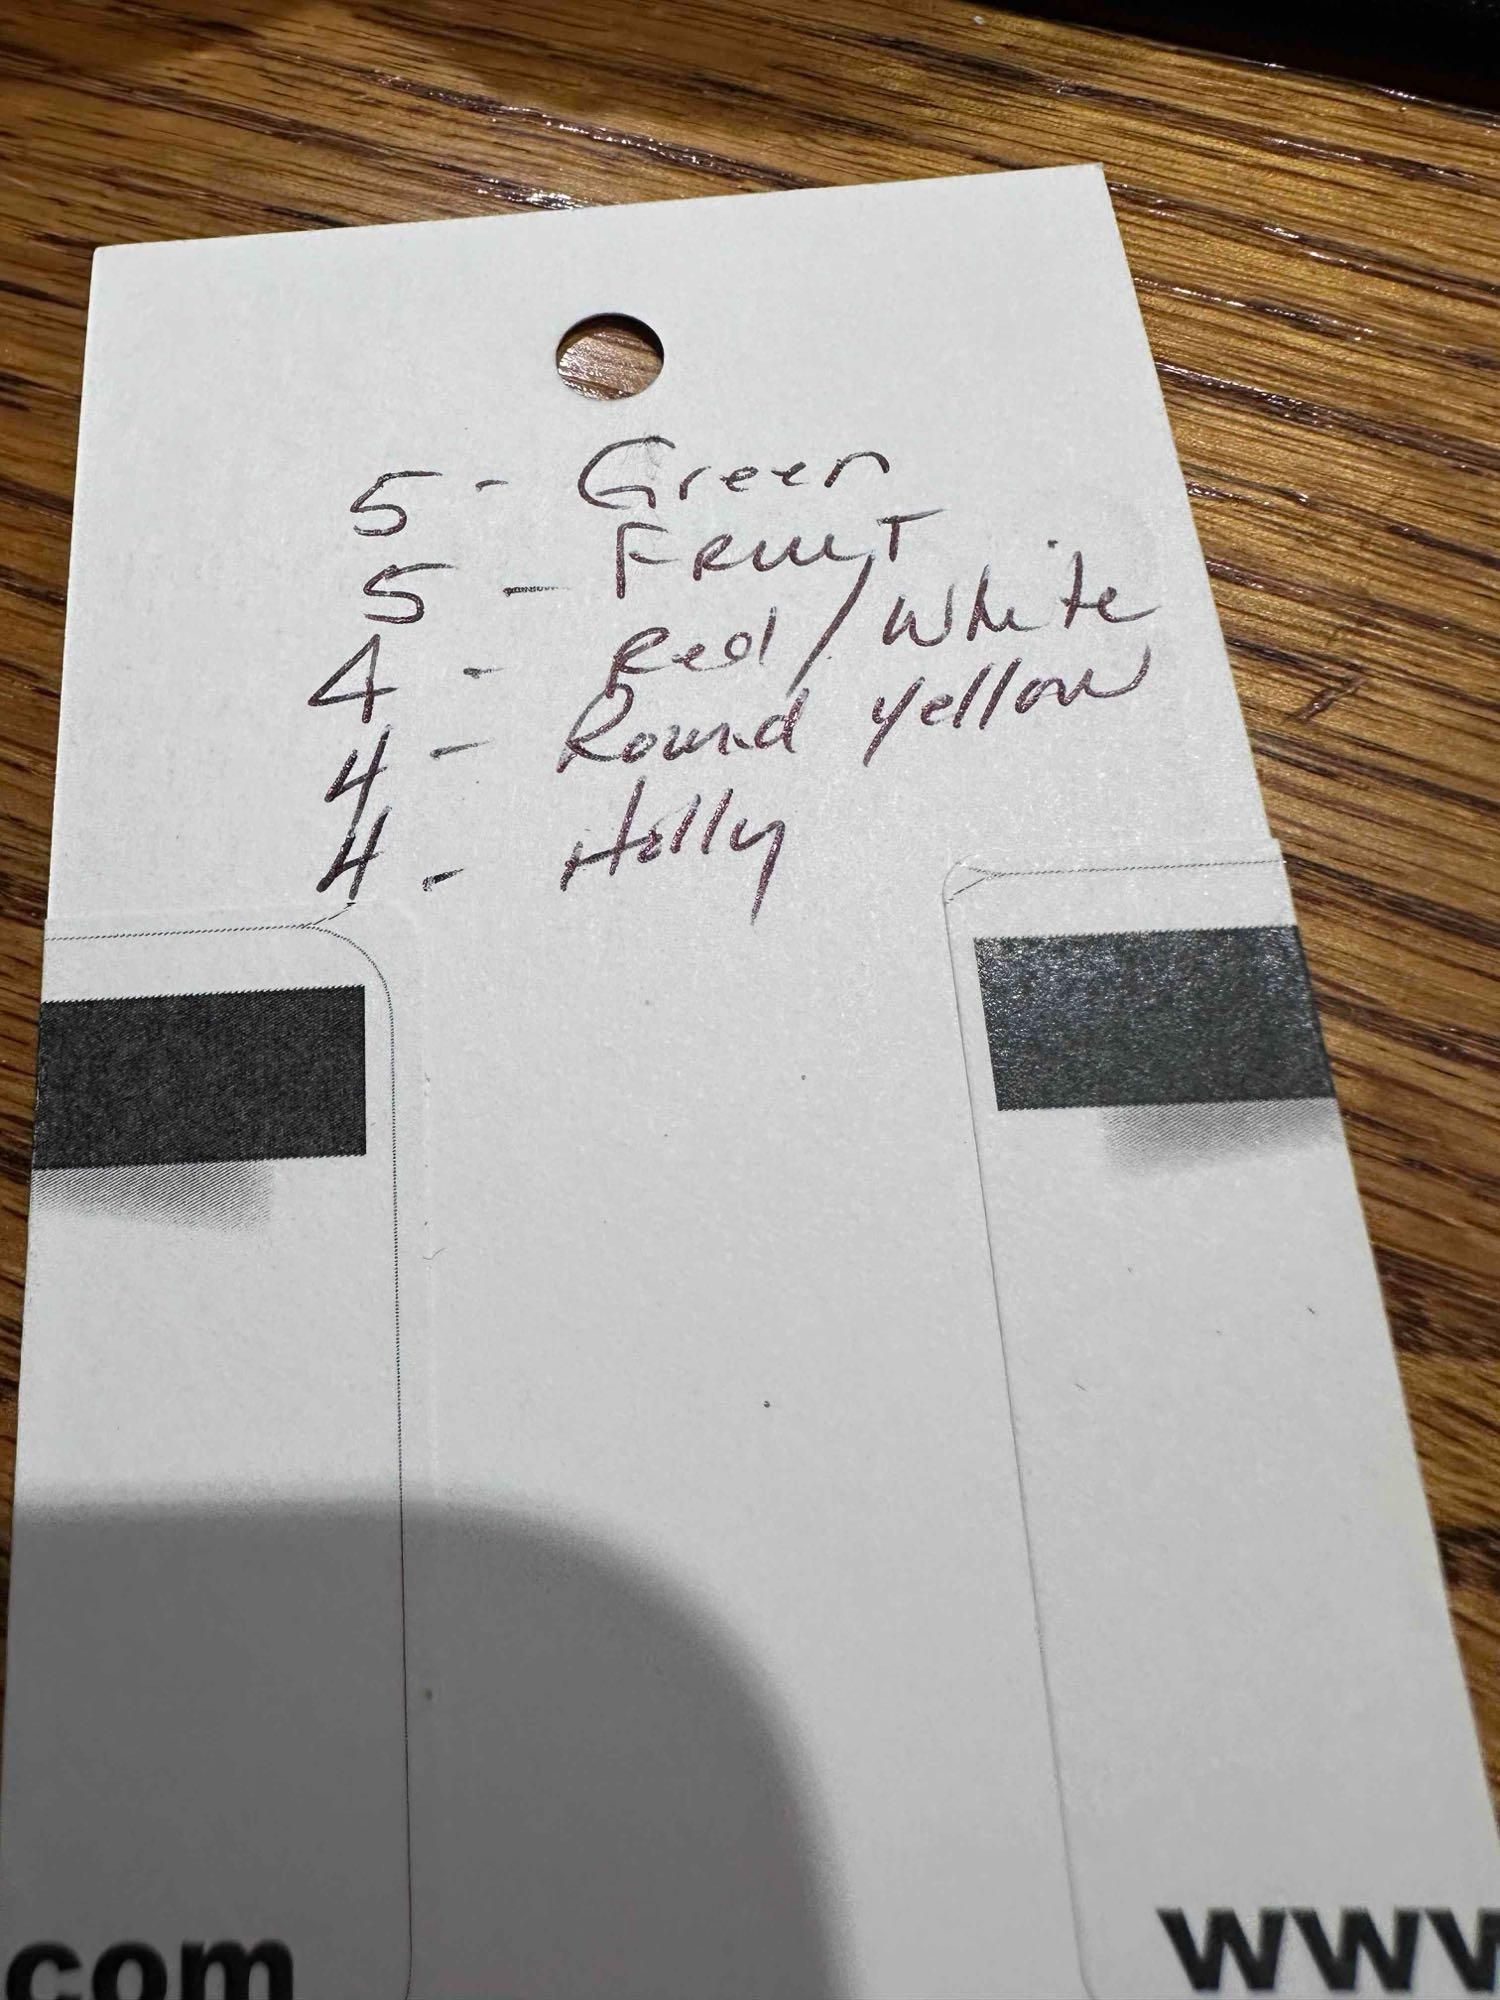 5 - Green
5 - FRUIT
4 - Red / White
4 - Round yellow
4 - Holly
.com
www